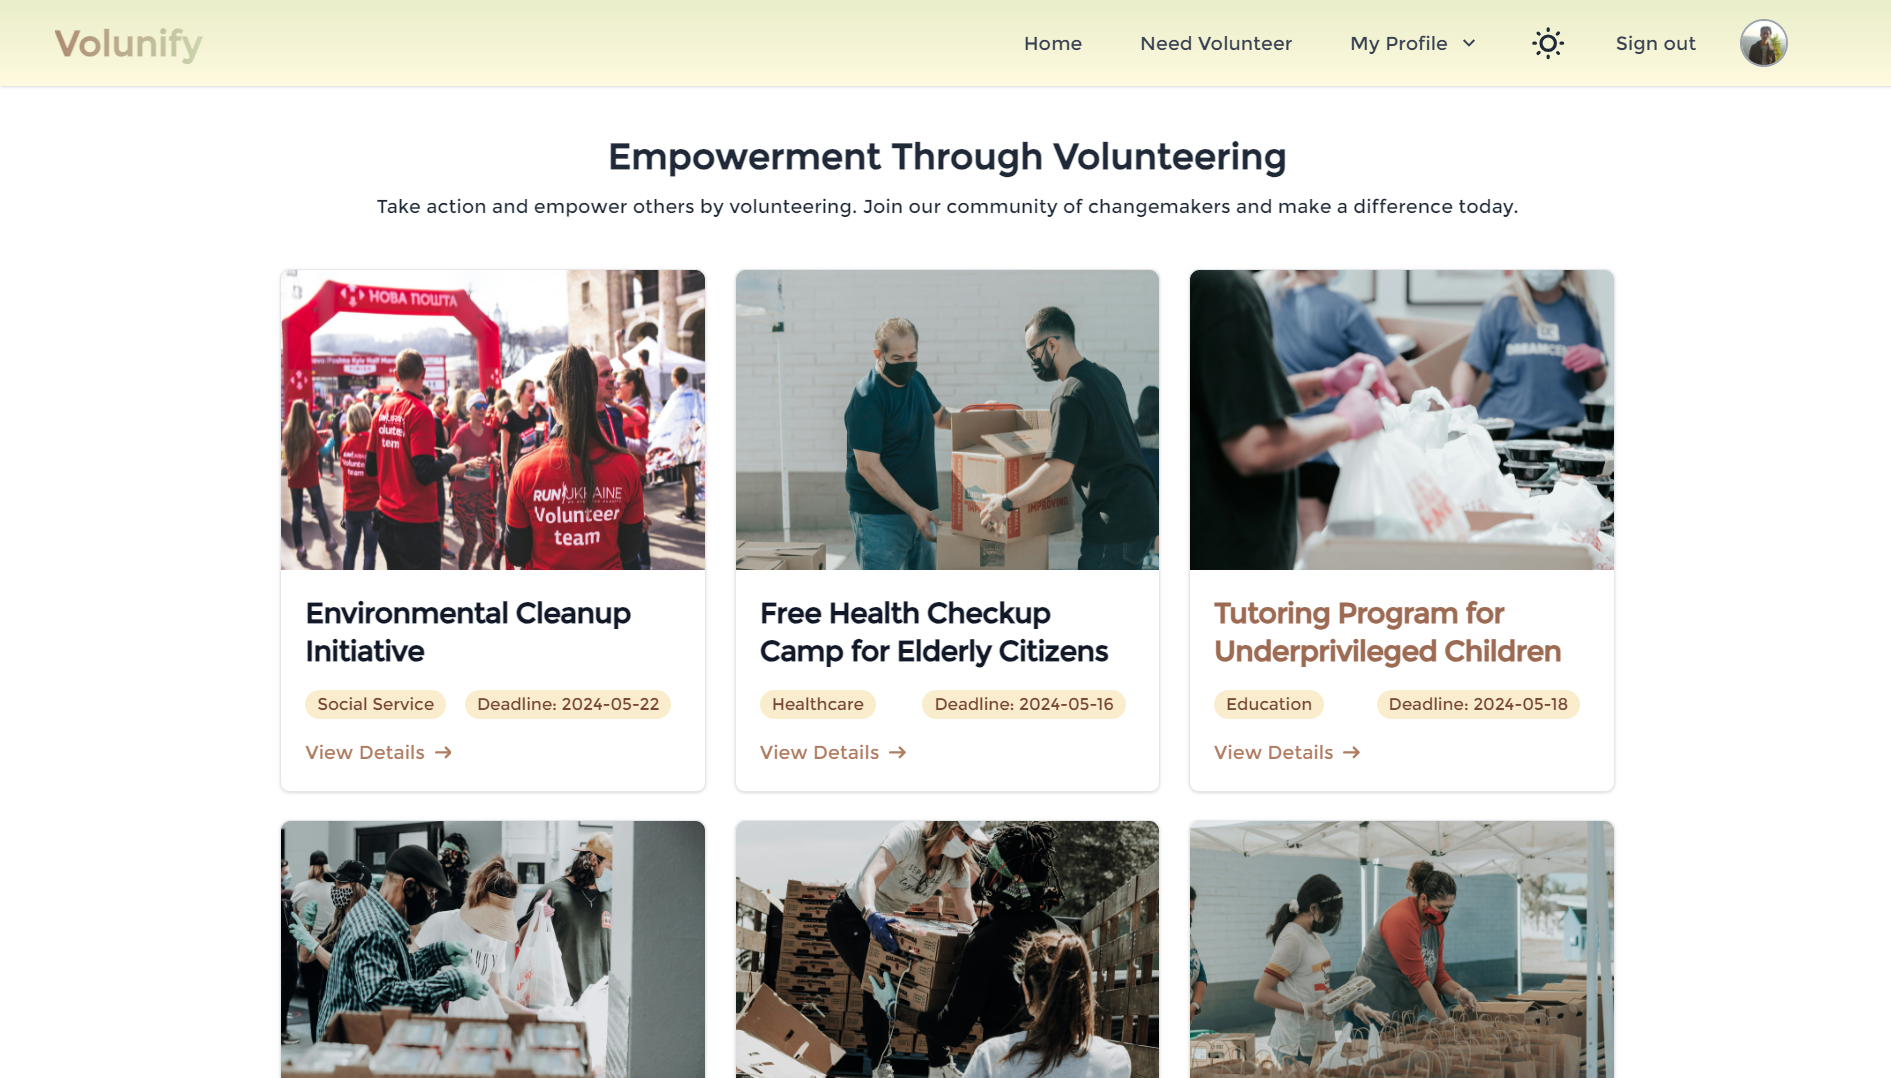 Volunify
Home
Need Volunteer
My Profile
Sign out
Empowerment Through Volunteering
Take action and empower others by volunteering. Join our community of changemakers and make a difference today.
НОВА ПОШТА
FINISH
RUN UKRAINE
Volunteer
team
IMPROVING
Environmental Cleanup
Initiative
Social Service
Deadline: 2024-05-22
View Details
Free Health Checkup
Camp for Elderly Citizens
Healthcare
Deadline: 2024-05-16
View Details
Tutoring Program for
Underprivileged Children
Education
Deadline: 2024-05-18
View Details